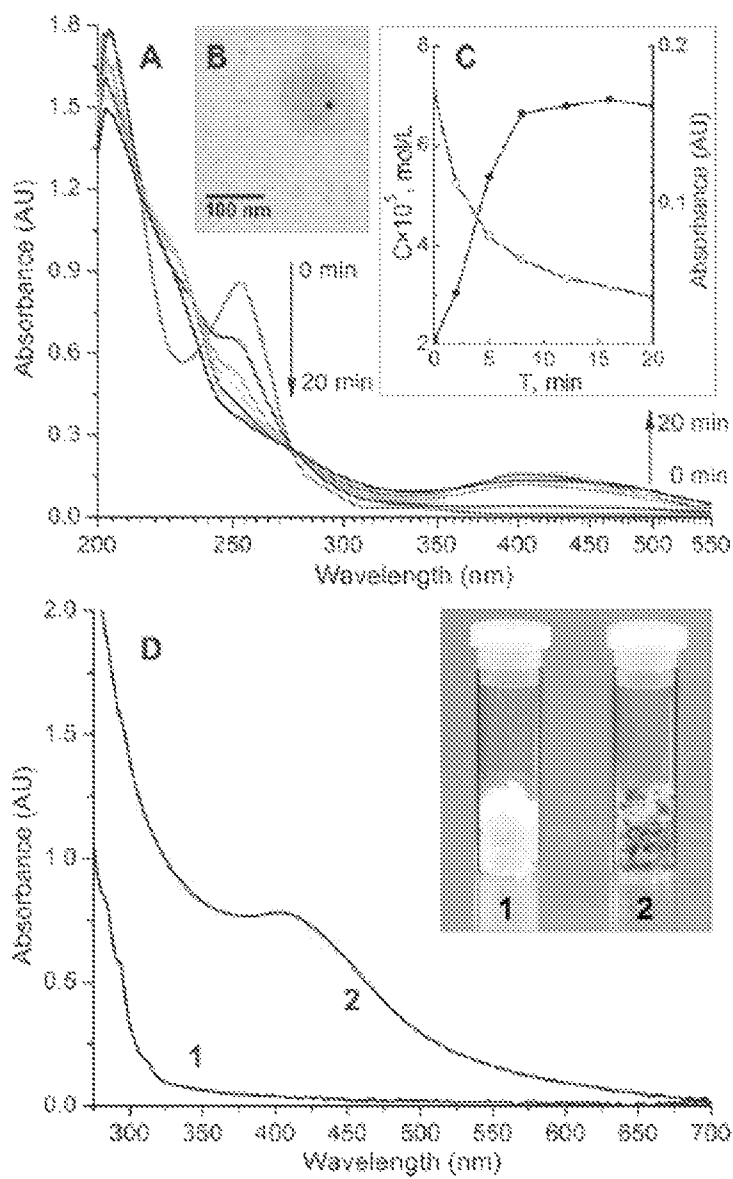 A
B
C
100 nm
0 min
20 min
20 min
0 min
Absorbance (AU)
1.8
1.5
1.2
0.9
0.6
0.3
0.0
200 250 300 350 400 450 500 550
Wavelength (nm)
8
6
4
2
0.2
0.1
Absorbance (AU)
0 5 10 15 20
T, min
D
1
2
1
2
Absorbance (AU)
2.0
1.5
1.0
0.5
0.0
300 350 400 450 500 550 600 650 700
Wavelength (nm)